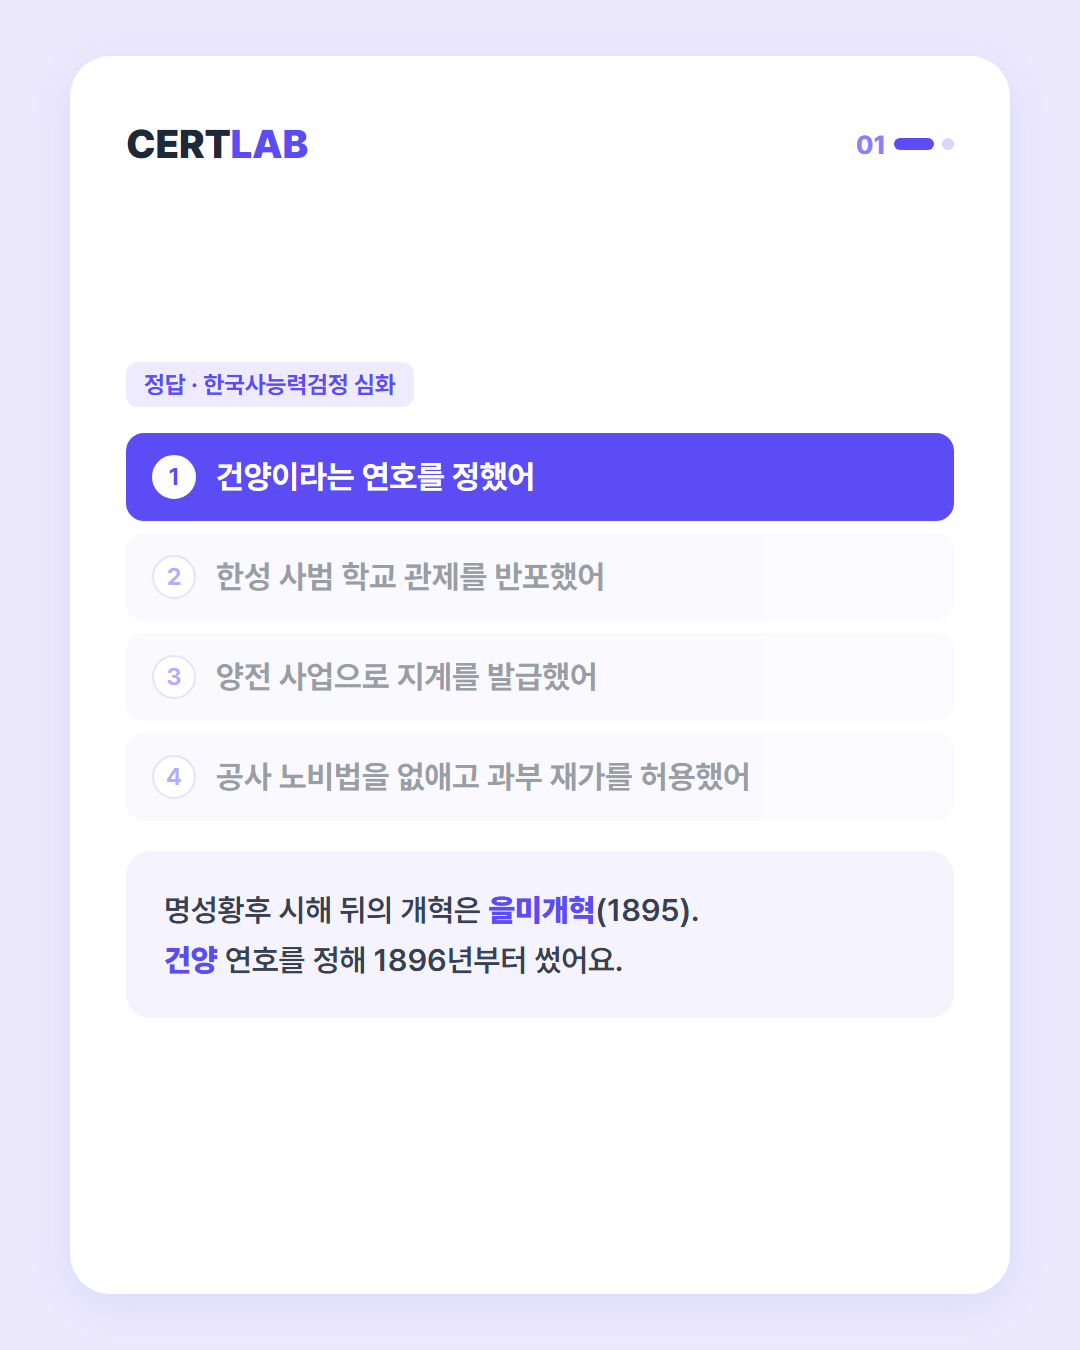 CERTLAB
01
정답 · 한국사능력검정 심화
1 건양이라는 연호를 정했어
2 한성 사범 학교 관제를 반포했어
3 양전 사업으로 지계를 발급했어
4 공사 노비법을 없애고 과부 재가를 허용했어
명성황후 시해 뒤의 개혁은 을미개혁(1895).
건양 연호를 정해 1896년부터 썼어요.